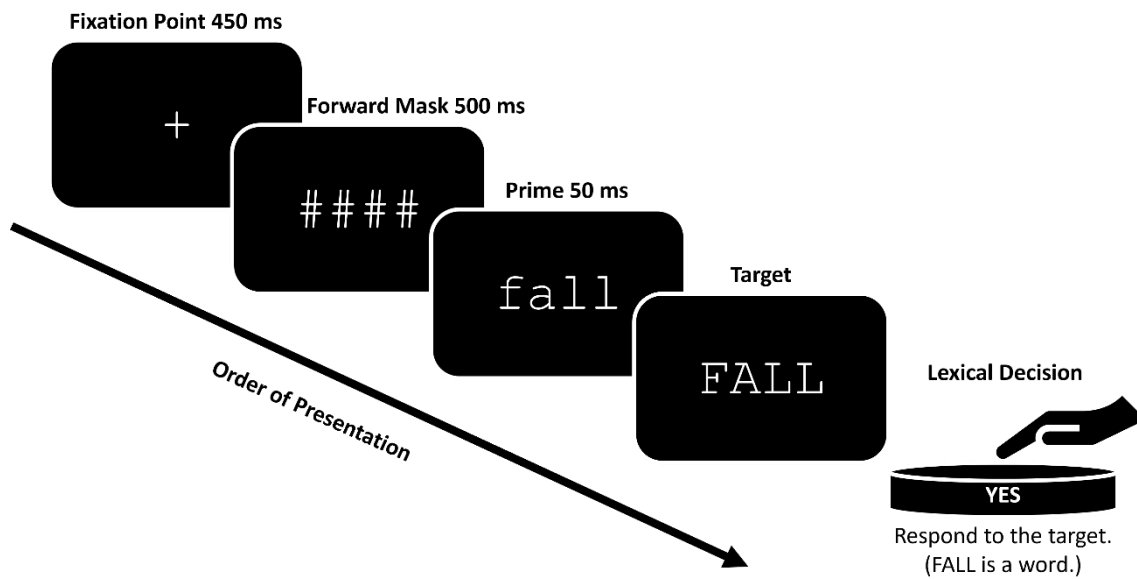 Fixation Point 450 ms
+
Forward Mask 500 ms
####
Prime 50 ms
fall
Target
FALL
Order of Presentation
Lexical Decision
YES
Respond to the target.
(FALL is a word.)